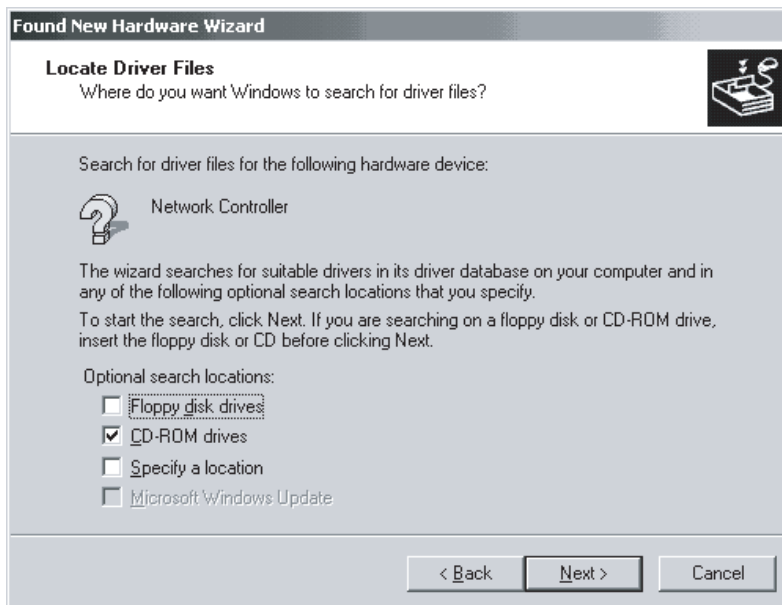 Found New Hardware Wizard
Locate Driver Files
Where do you want Windows to search for driver files?
Search for driver files for the following hardware device:
Network Controller
The wizard searches for suitable drivers in its driver database on your computer and in
any of the following optional search locations that you specify.
To start the search, click Next. If you are searching on a floppy disk or CD-ROM drive,
insert the floppy disk or CD before clicking Next.
Optional search locations:
Floppy disk drives
CD-ROM drives
Specify a location
Microsoft Windows Update
< Back Next > Cancel